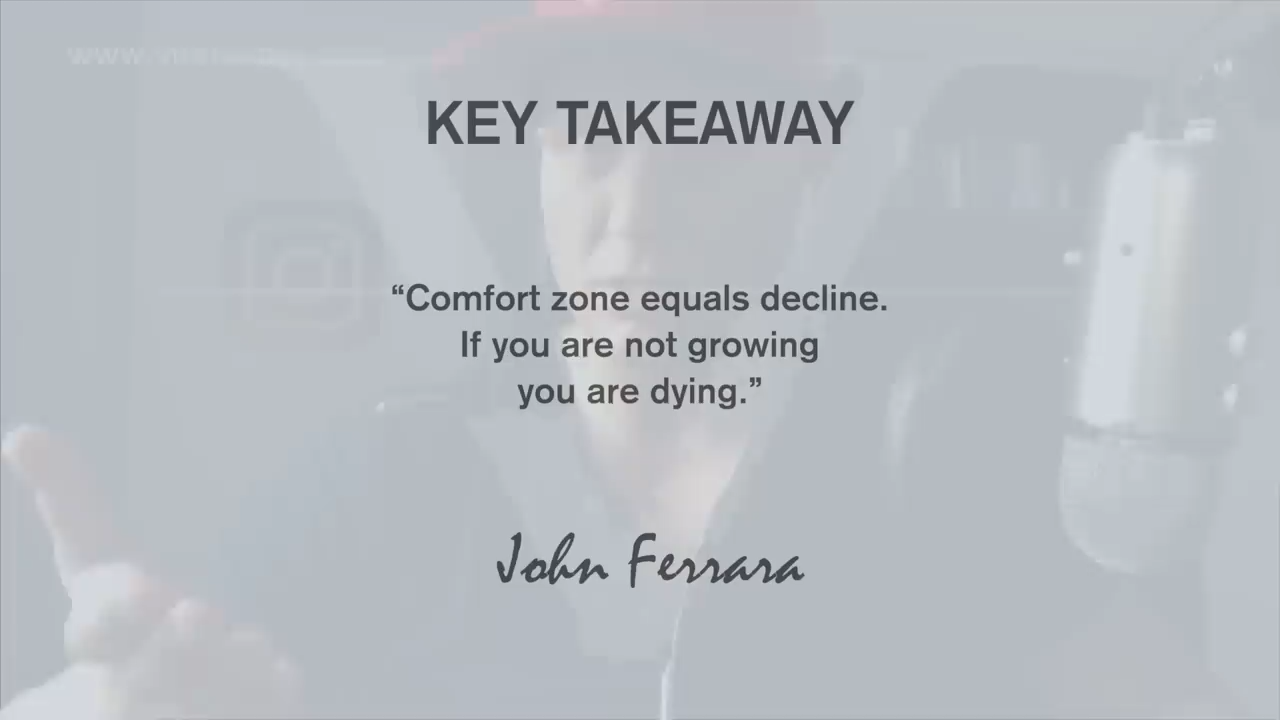 KEY TAKEAWAY
“Comfort zone equals decline.
If you are not growing
you are dying.”
John Ferrara